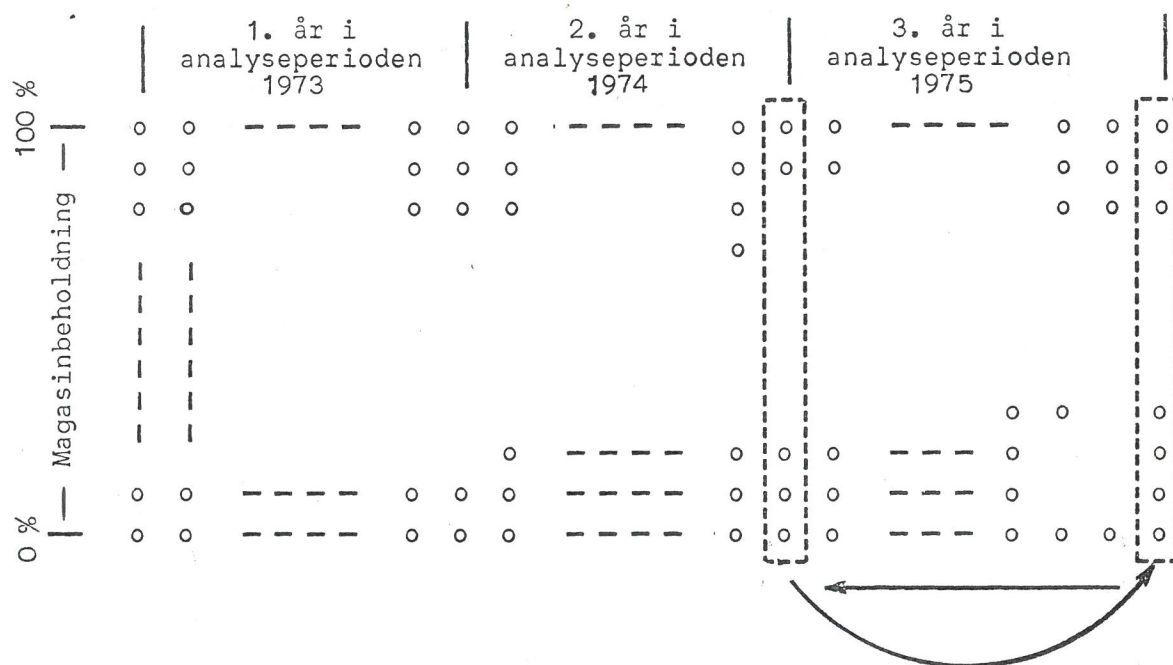 1. år i
analyseperioden
1973
2. år i
analyseperioden
1974
3. år i
analyseperioden
1975
100 %
Magasinbeholdning
0 %